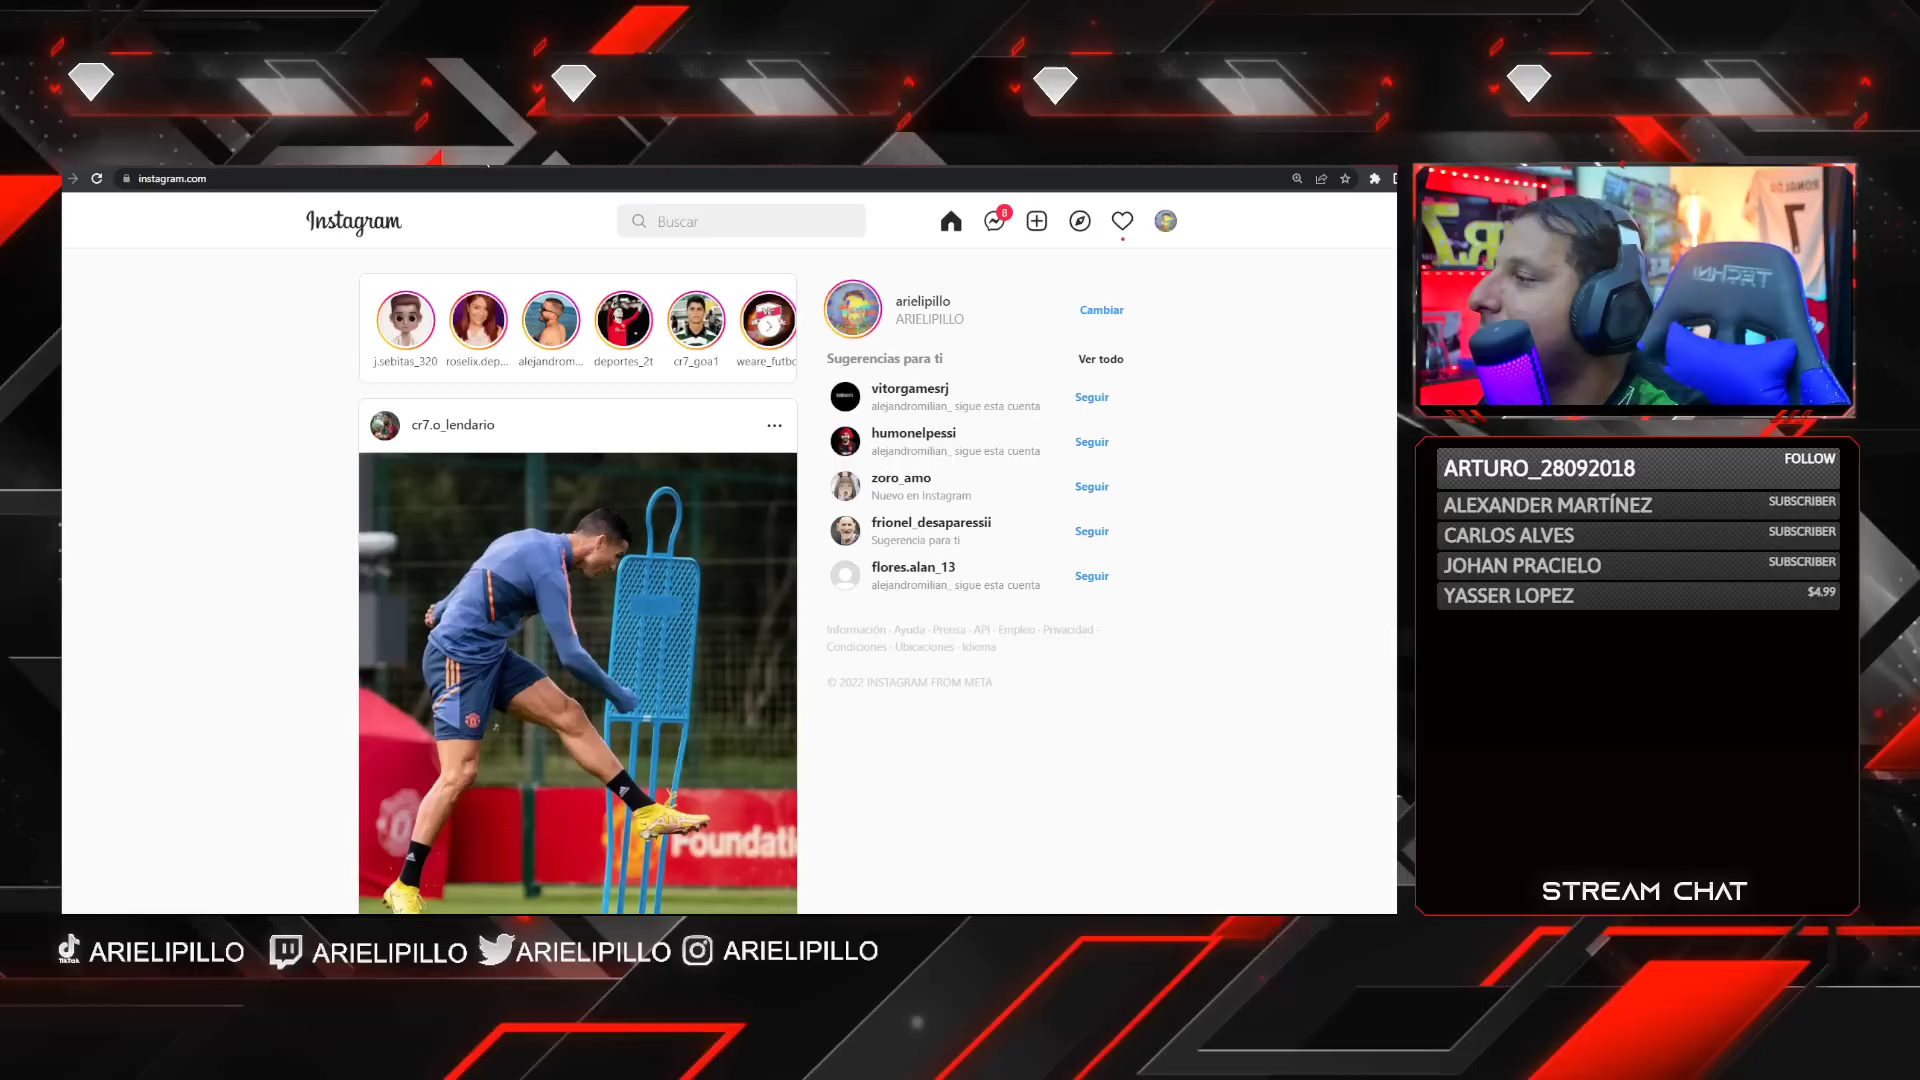 instagram.com
Instagram
Buscar
8
j.sebitas_320
roselix.dep...
alejandrom...
deportes_2t
cr7_goa1
weare_futbo
cr7.o_lendario
Foundati
arielipillo
ARIELIPILLO
Cambiar
Sugerencias para ti
Ver todo
vitorgamesrj
alejandromilian_ sigue esta cuenta
Seguir
humonelpessi
alejandromilian_ sigue esta cuenta
Seguir
zoro_amo
Nuevo en Instagram
Seguir
frionel_desaparessii
Sugerencia para ti
Seguir
flores.alan_13
alejandromilian_ sigue esta cuenta
Seguir
Información · Ayuda · Prensa · API · Empleo · Privacidad ·
Condiciones · Ubicaciones · Idioma
© 2022 INSTAGRAM FROM META
RONALDO
7
TECHNI
ARTURO_28092018 FOLLOW
ALEXANDER MARTÍNEZ SUBSCRIBER
CARLOS ALVES SUBSCRIBER
JOHAN PRACIELO SUBSCRIBER
YASSER LOPEZ $4.99
STREAM CHAT
TikTok ARIELIPILLO ARIELIPILLO ARIELIPILLO ARIELIPILLO